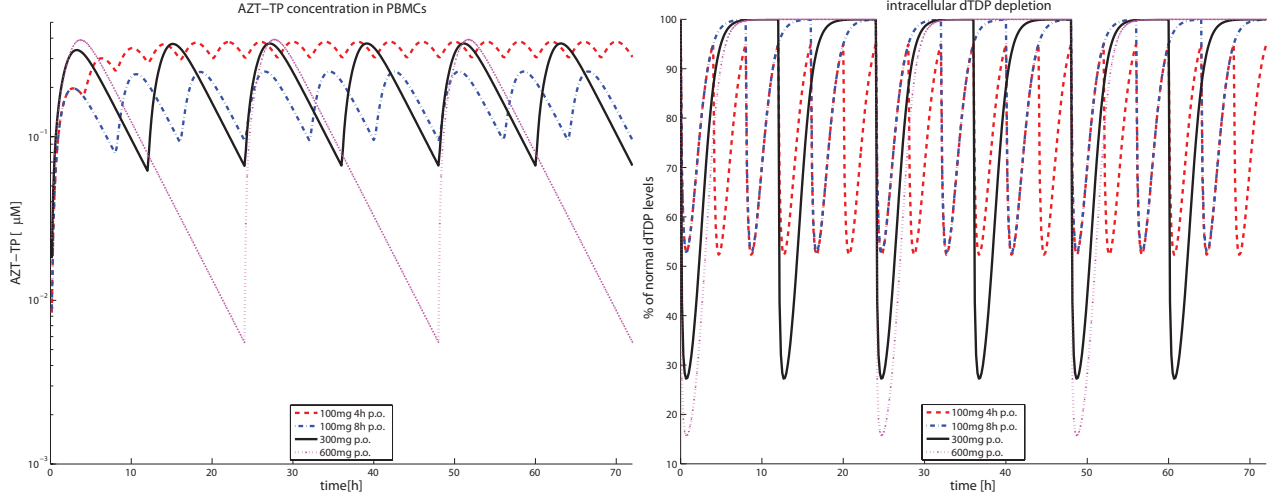 AZT−TP concentration in PBMCs
AZT−TP [ μM]
10⁻¹
10⁻²
10⁻³
0 10 20 30 40 50 60 70
time[h]
100mg 4h p.o.
100mg 8h p.o.
300mg p.o.
600mg p.o.
intracellular dTDP depletion
% of normal dTDP levels
100
90
80
70
60
50
40
30
20
10
0 10 20 30 40 50 60 70
time [h]
100mg 4h p.o.
100mg 8h p.o.
300mg p.o.
600mg p.o.